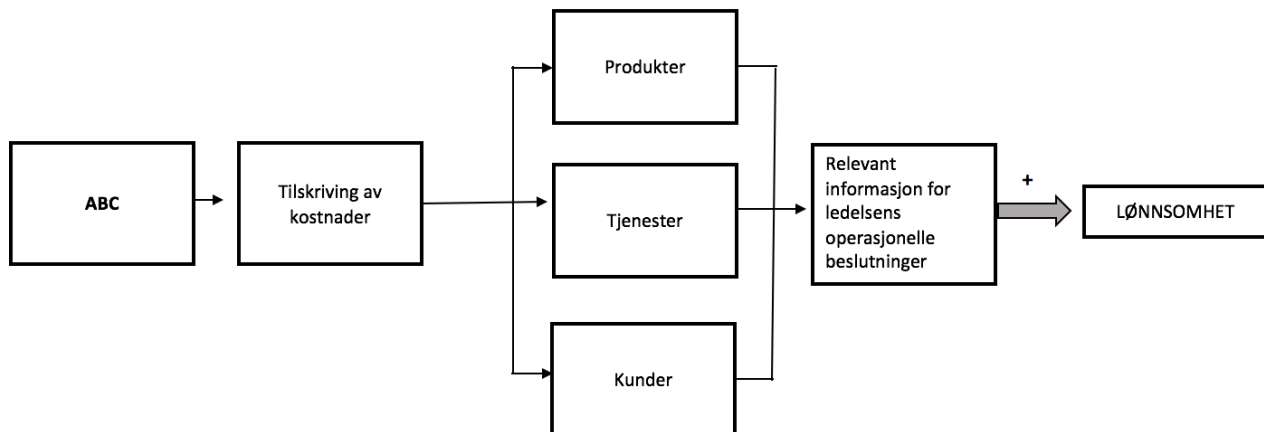 Produkter
ABC
Tilskriving av
kostnader
Tjenester
Kunder
Relevant
informasjon for
ledelsens
operasjonelle
beslutninger
+
LØNNSOMHET